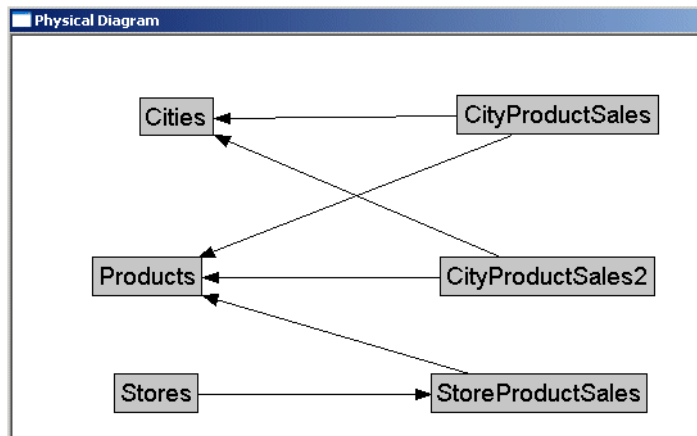 Physical Diagram
Cities
CityProductSales
Products
CityProductSales2
Stores
StoreProductSales